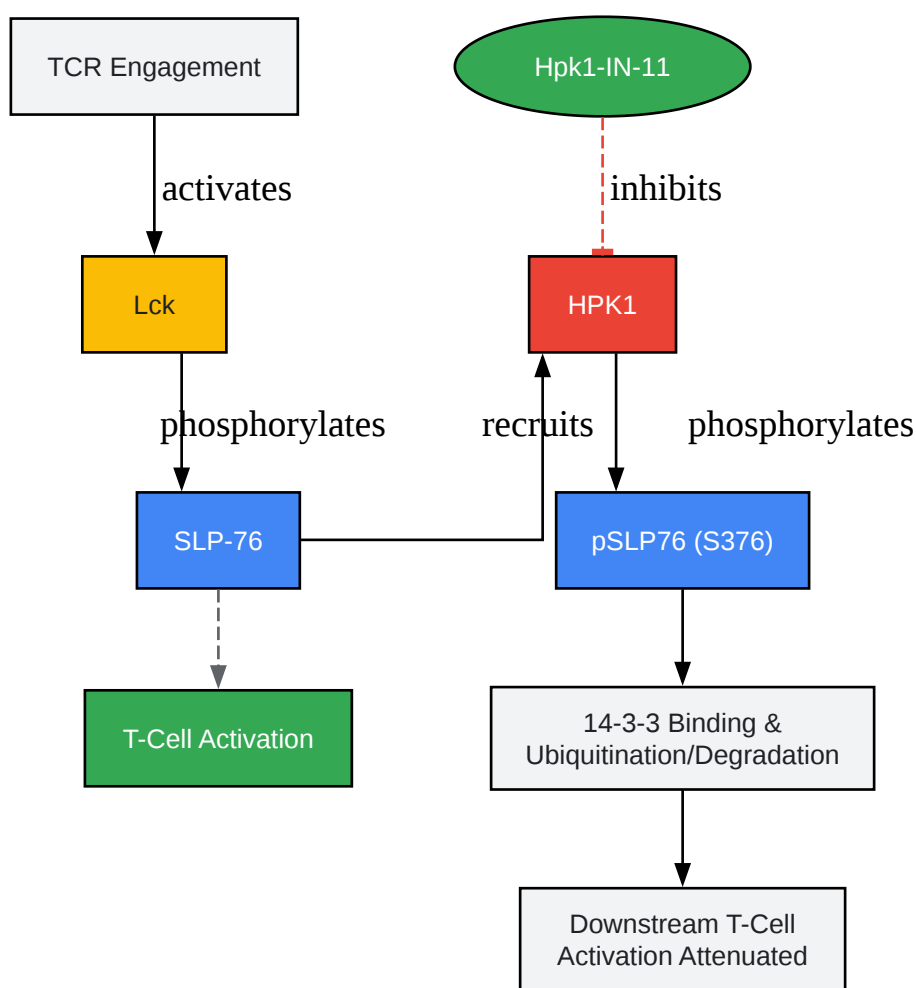 TCR Engagement
Hpk1-IN-11
activates
inhibits
Lck
HPK1
phosphorylates
recruits
phosphorylates
SLP-76
pSLP76 (S376)
T-Cell Activation
14-3-3 Binding &
Ubiquitination/Degradation
Downstream T-Cell
Activation Attenuated